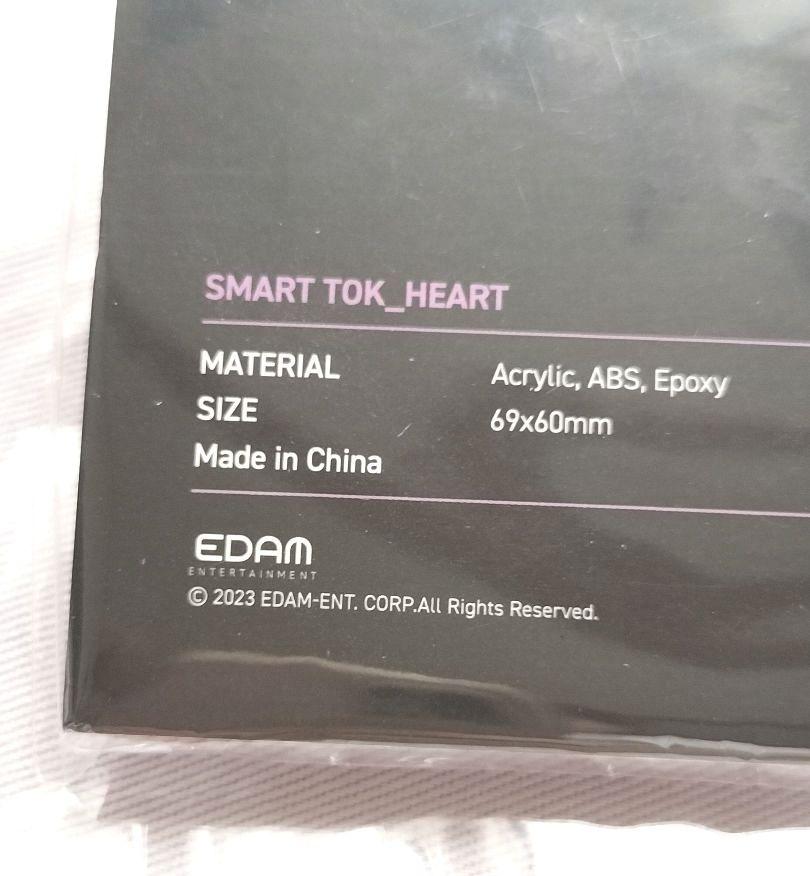 SMART TOK_HEART
MATERIAL Acrylic, ABS, Epoxy
SIZE 69x60mm
Made in China
EDAM
ENTERTAINMENT
© 2023 EDAM-ENT. CORP.All Rights Reserved.